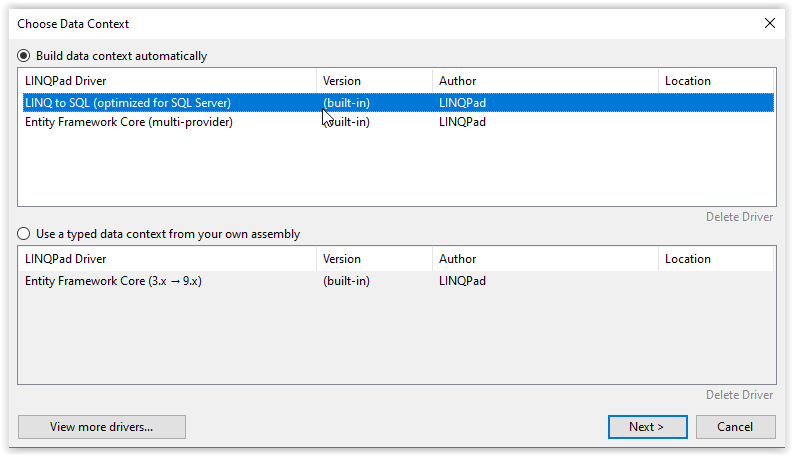 Choose Data Context
Build data context automatically
LINQPad Driver Version Author Location
LINQ to SQL (optimized for SQL Server) (built-in) LINQPad
Entity Framework Core (multi-provider) (built-in) LINQPad
Delete Driver
Use a typed data context from your own assembly
LINQPad Driver Version Author Location
Entity Framework Core (3.x → 9.x) (built-in) LINQPad
Delete Driver
View more drivers... Next > Cancel